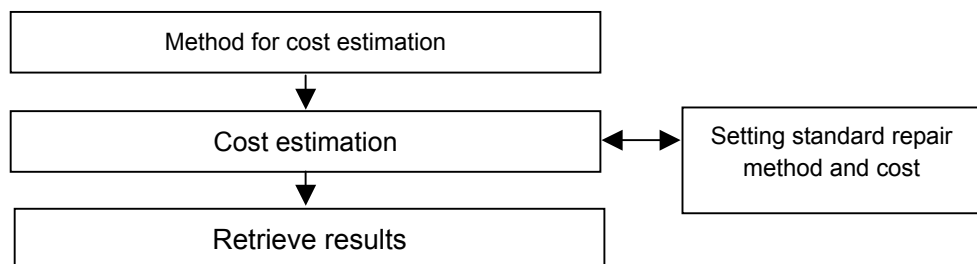 Method for cost estimation
Cost estimation
Setting standard repair
method and cost
Retrieve results